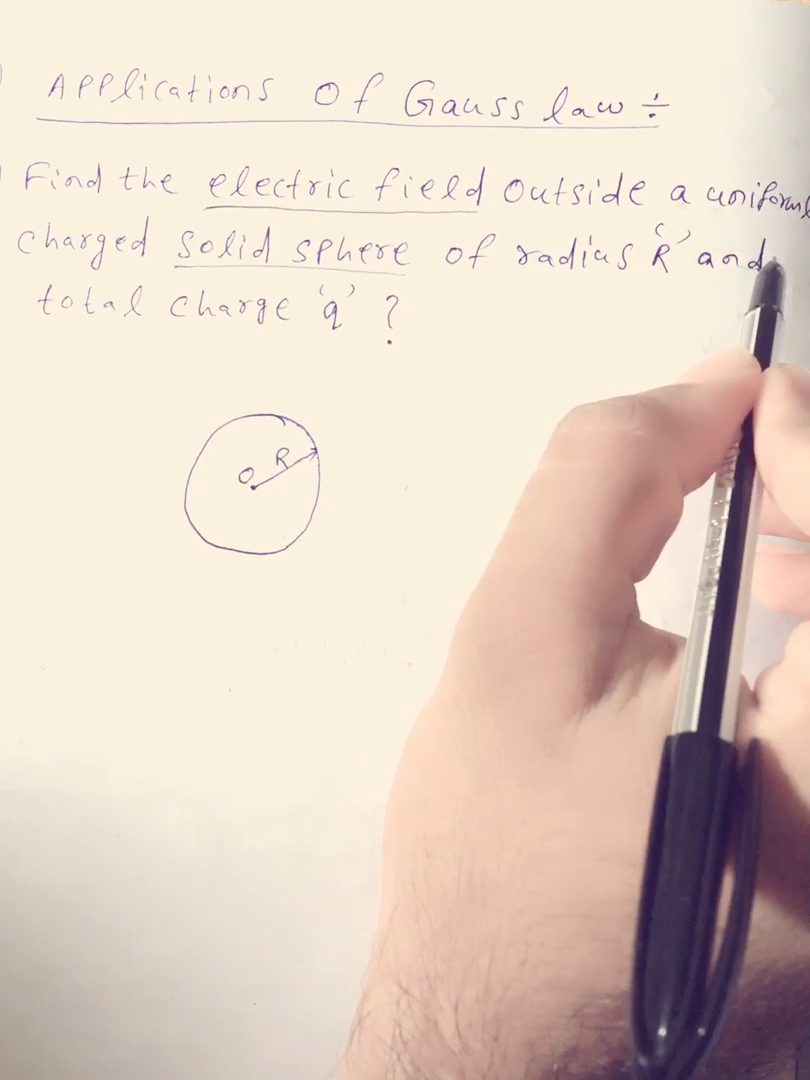 Applications of Gauss law ÷
Find the electric field outside a uniformly
charged solid sphere of radius 'R' and
total charge 'q' ?
R
O